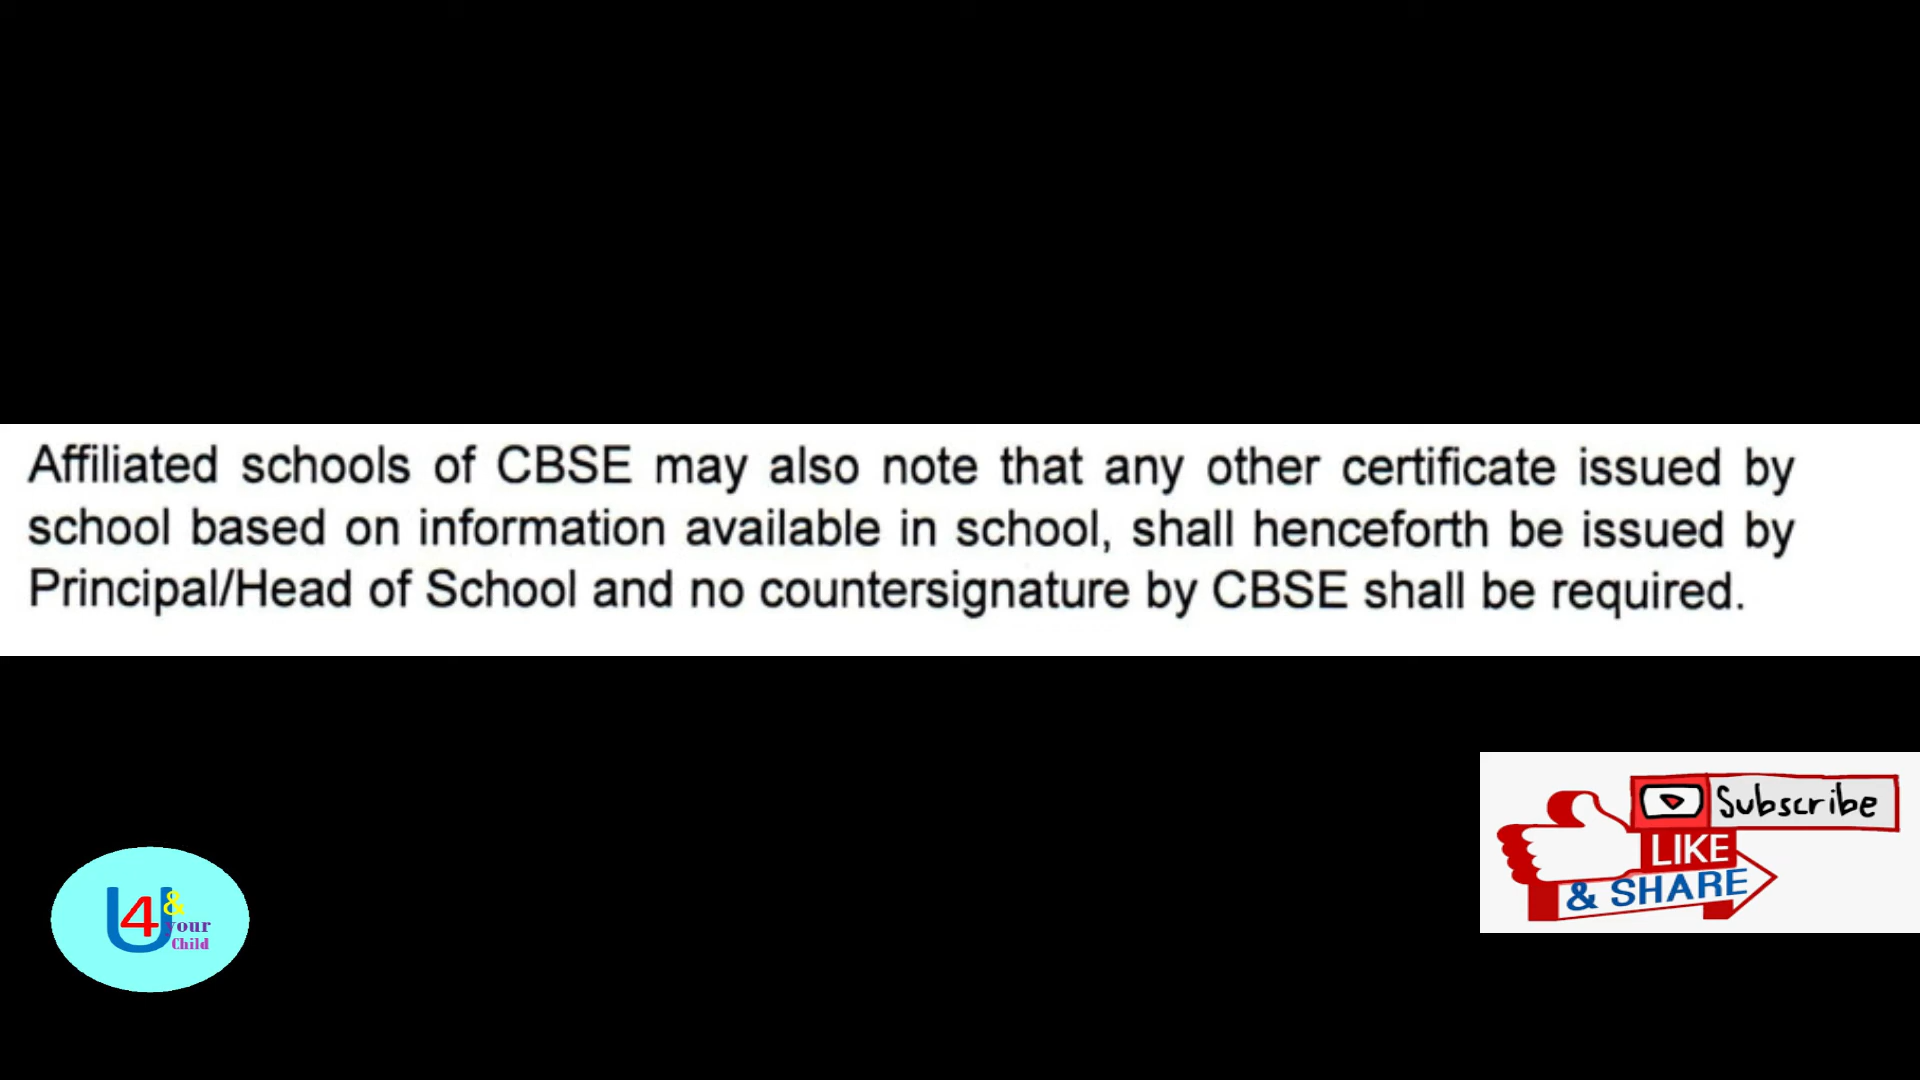 Affiliated schools of CBSE may also note that any other certificate issued by
school based on information available in school, shall henceforth be issued by
Principal/Head of School and no countersignature by CBSE shall be required.
Subscribe
LIKE
& SHARE
U4&
your
Child